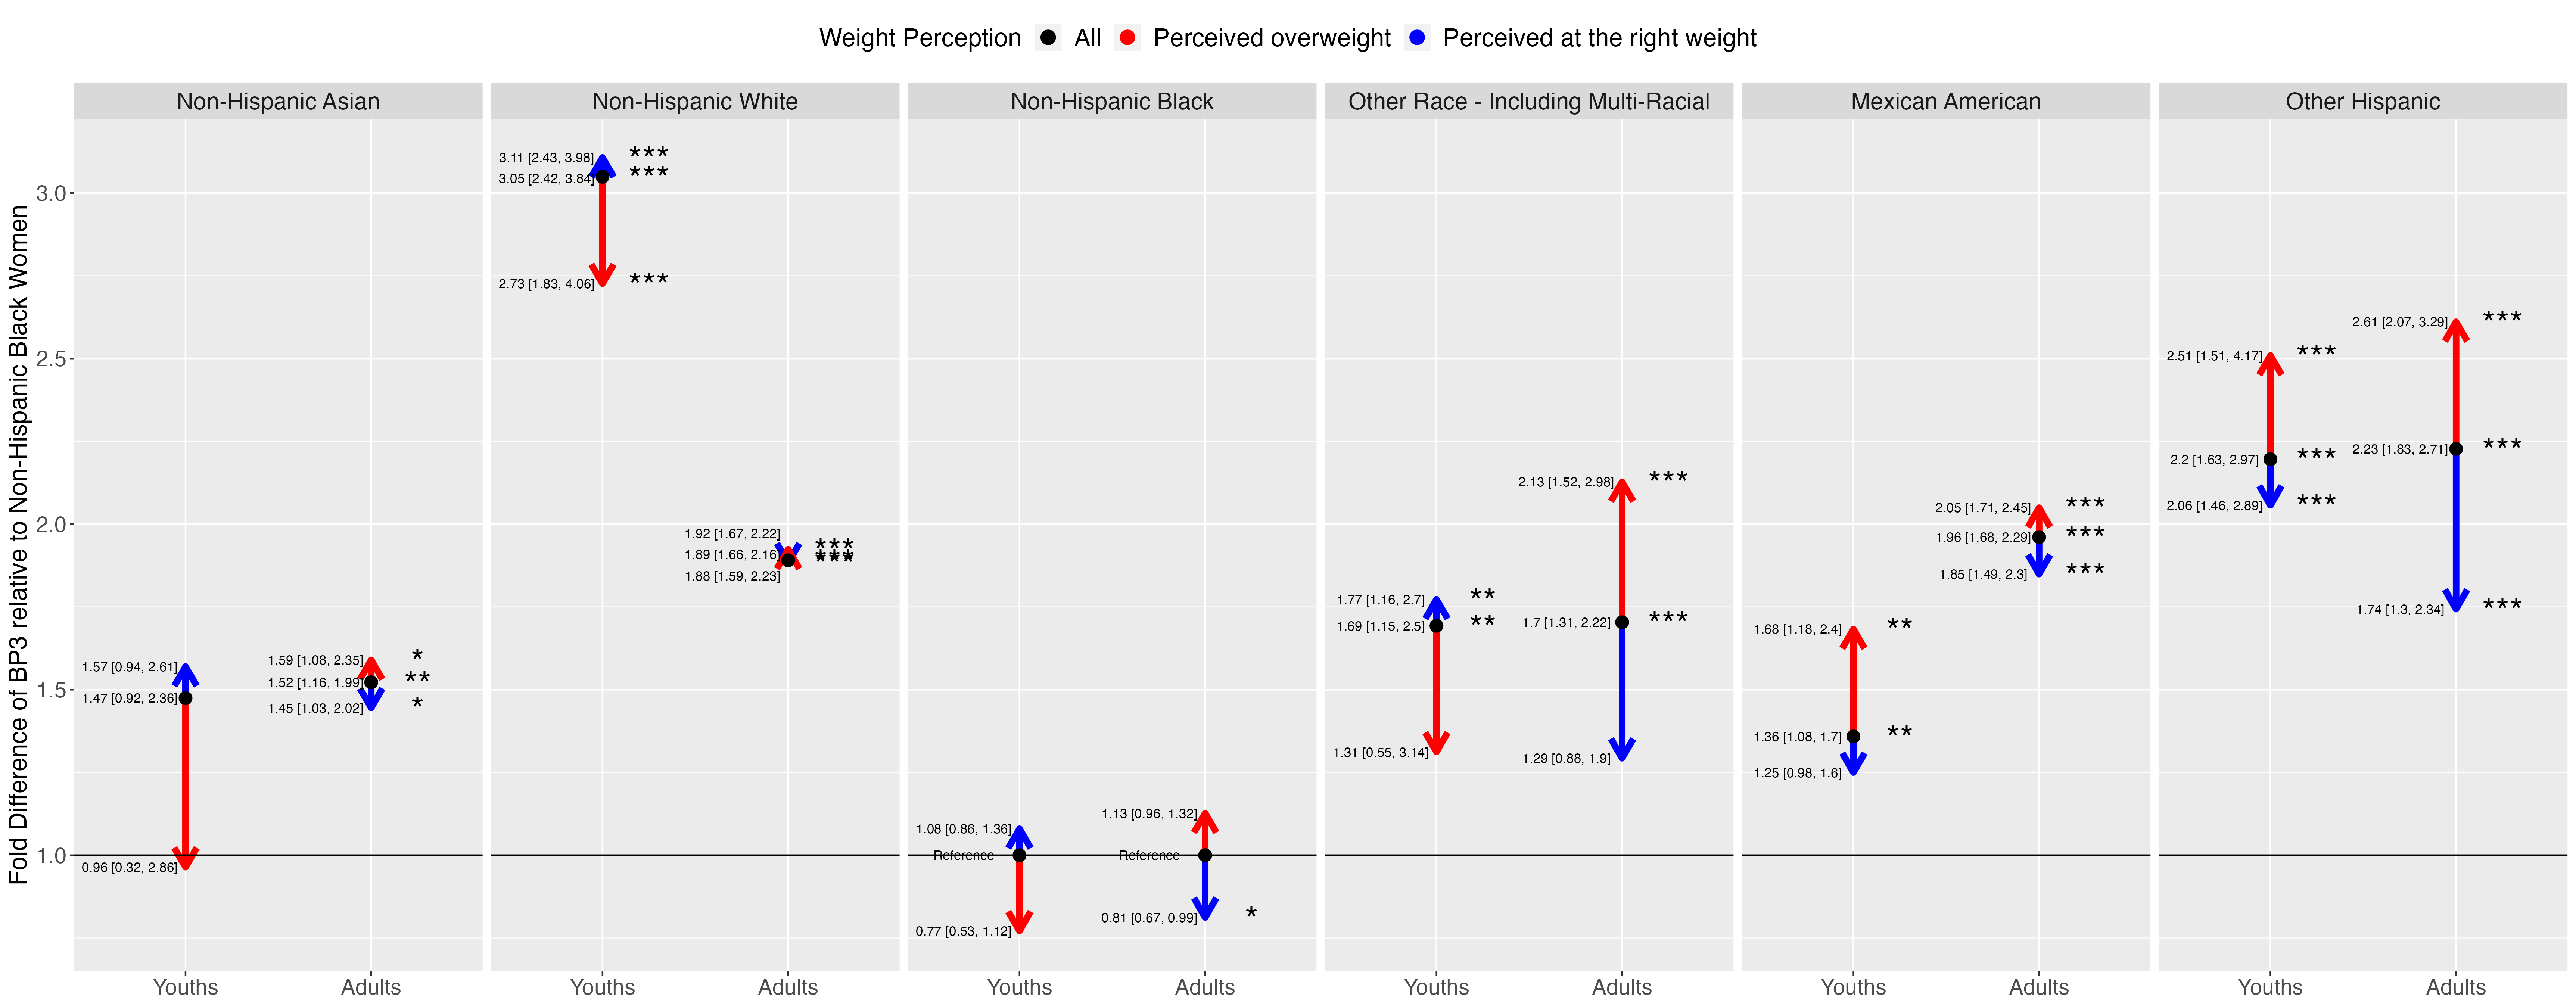 Weight Perception All Perceived overweight Perceived at the right weight
Fold Difference of BP3 relative to Non-Hispanic Black Women
3.0
2.5
2.0
1.5
1.0
Non-Hispanic Asian
1.57 [0.94, 2.61]
1.47 [0.92, 2.36]
0.96 [0.32, 2.86]
1.59 [1.08, 2.35] *
1.52 [1.16, 1.99] **
1.45 [1.03, 2.02] *
Youths Adults
Non-Hispanic White
3.11 [2.43, 3.98] ***
3.05 [2.42, 3.84] ***
2.73 [1.83, 4.06] ***
1.92 [1.67, 2.22] ***
1.89 [1.66, 2.16] ***
1.88 [1.59, 2.23] ***
Youths Adults
Non-Hispanic Black
1.08 [0.86, 1.36]
Reference
0.77 [0.53, 1.12]
1.13 [0.96, 1.32]
Reference
0.81 [0.67, 0.99] *
Youths Adults
Other Race - Including Multi-Racial
1.77 [1.16, 2.7] **
1.69 [1.15, 2.5] **
1.31 [0.55, 3.14]
2.13 [1.52, 2.98] ***
1.7 [1.31, 2.22] ***
1.29 [0.88, 1.9]
Youths Adults
Mexican American
1.68 [1.18, 2.4] **
1.36 [1.08, 1.7] **
1.25 [0.98, 1.6]
2.05 [1.71, 2.45] ***
1.96 [1.68, 2.29] ***
1.85 [1.49, 2.3] ***
Youths Adults
Other Hispanic
2.51 [1.51, 4.17] ***
2.2 [1.63, 2.97] ***
2.06 [1.46, 2.89] ***
2.61 [2.07, 3.29] ***
2.23 [1.83, 2.71] ***
1.74 [1.3, 2.34] ***
Youths Adults